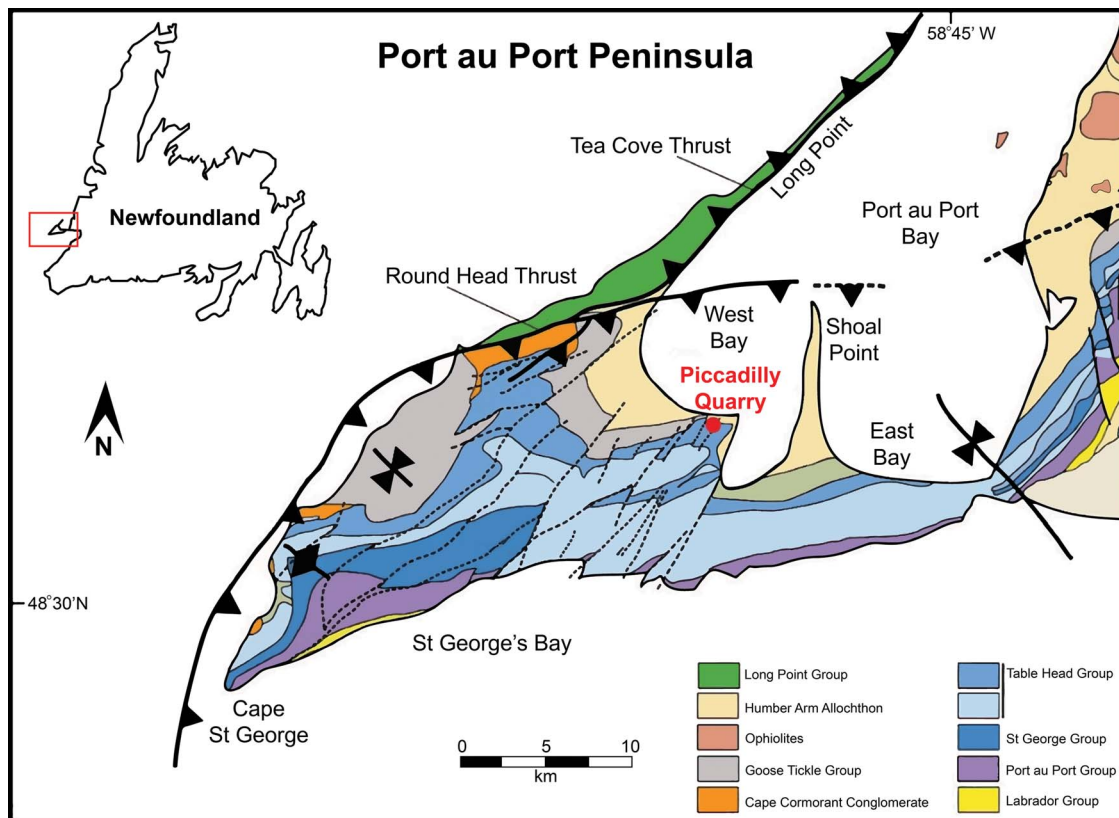 Port au Port Peninsula
58°45' W
Tea Cove Thrust
Long Point
Newfoundland
Port au Port
Bay
Round Head Thrust
West
Bay
Shoal
Point
Piccadilly
Quarry
N
East
Bay
48°30'N
St George's Bay
Cape
St George
0 5 10
km
Long Point Group
Humber Arm Allochthon
Ophiolites
Goose Tickle Group
Cape Cormorant Conglomerate
Table Head Group
St George Group
Port au Port Group
Labrador Group